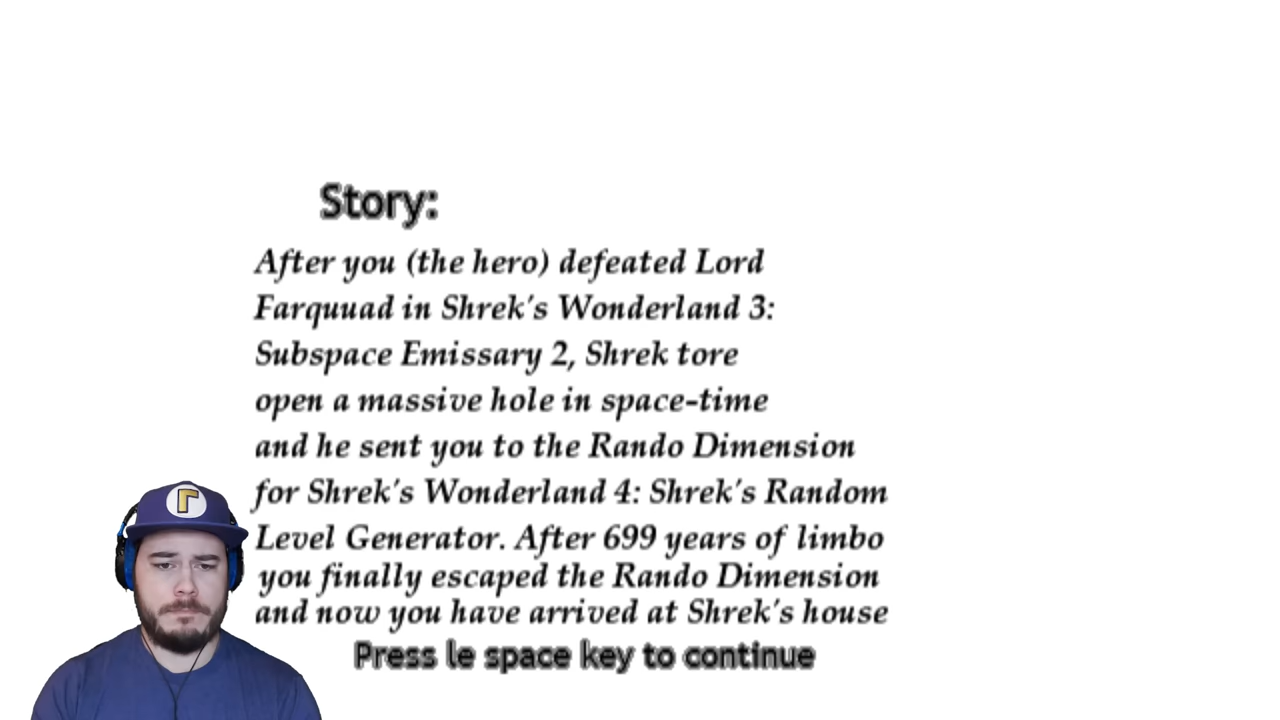 Story:
After you (the hero) defeated Lord
Farquuad in Shrek's Wonderland 3:
Subspace Emissary 2, Shrek tore
open a massive hole in space-time
and he sent you to the Rando Dimension
for Shrek's Wonderland 4: Shrek's Random
Level Generator. After 699 years of limbo
you finally escaped the Rando Dimension
and now you have arrived at Shrek's house
Press le space key to continue